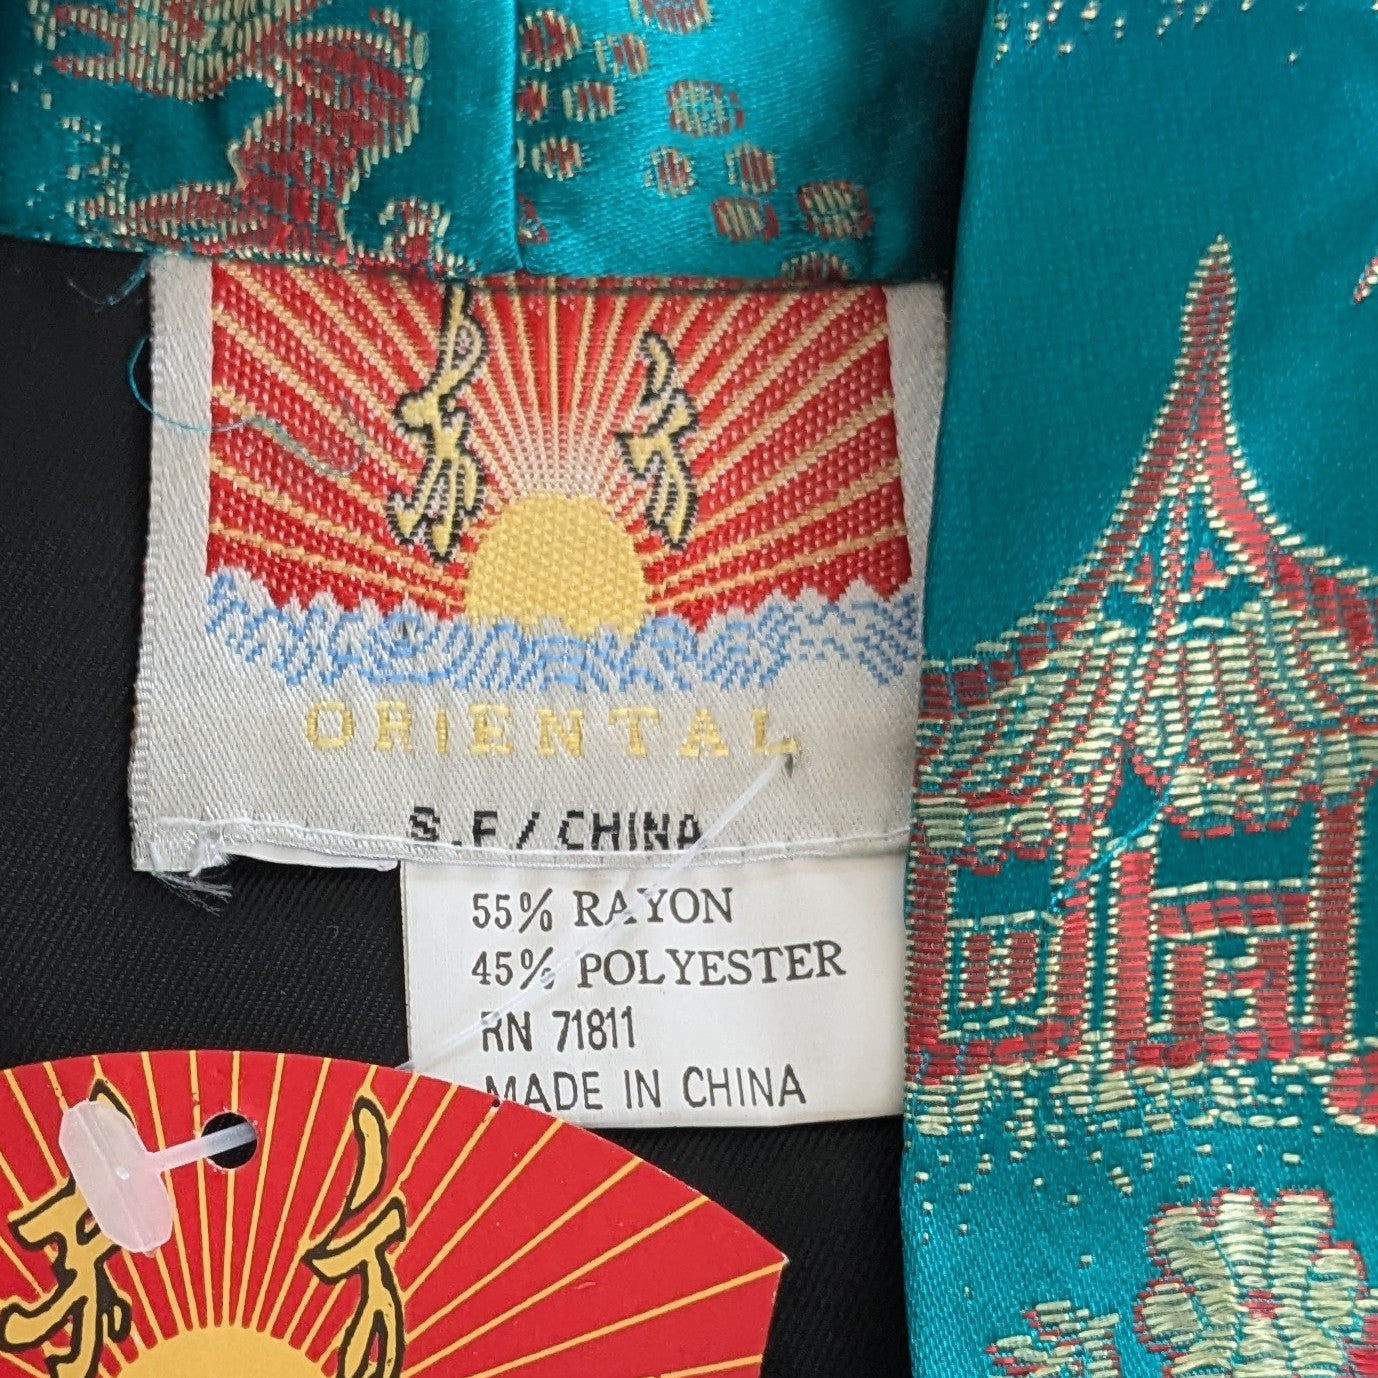 ORIENTAL
S.F/CHINA
55% RAYON
45% POLYESTER
RN 71811
MADE IN CHINA